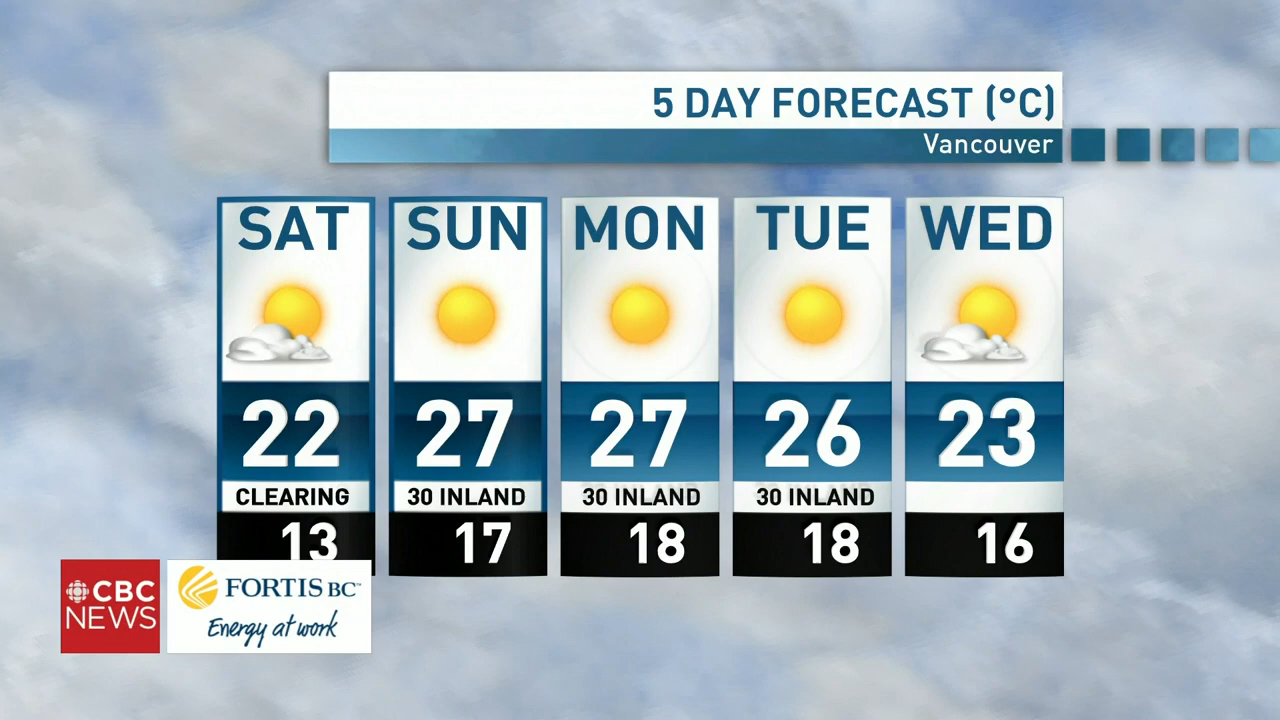 5 DAY FORECAST (°C)
Vancouver
SAT SUN MON TUE WED
22 27 27 26 23
CLEARING 30 INLAND 30 INLAND 30 INLAND
13 17 18 18 16
CBC
NEWS
FORTIS BC™
Energy at work